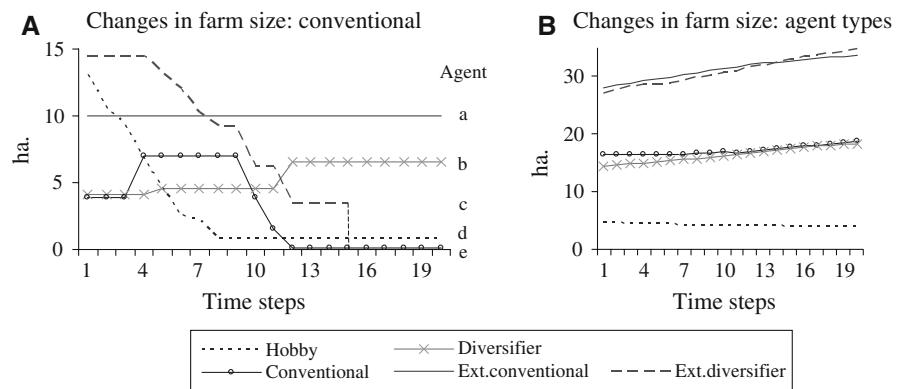 A Changes in farm size: conventional
15
10
5
0
ha.
Agent
a
b
c
d
e
1 4 7 10 13 16 19
Time steps
B Changes in farm size: agent types
30
20
10
0
ha.
1 4 7 10 13 16 19
Time steps
Hobby
Diversifier
Conventional
Ext.conventional
Ext.diversifier